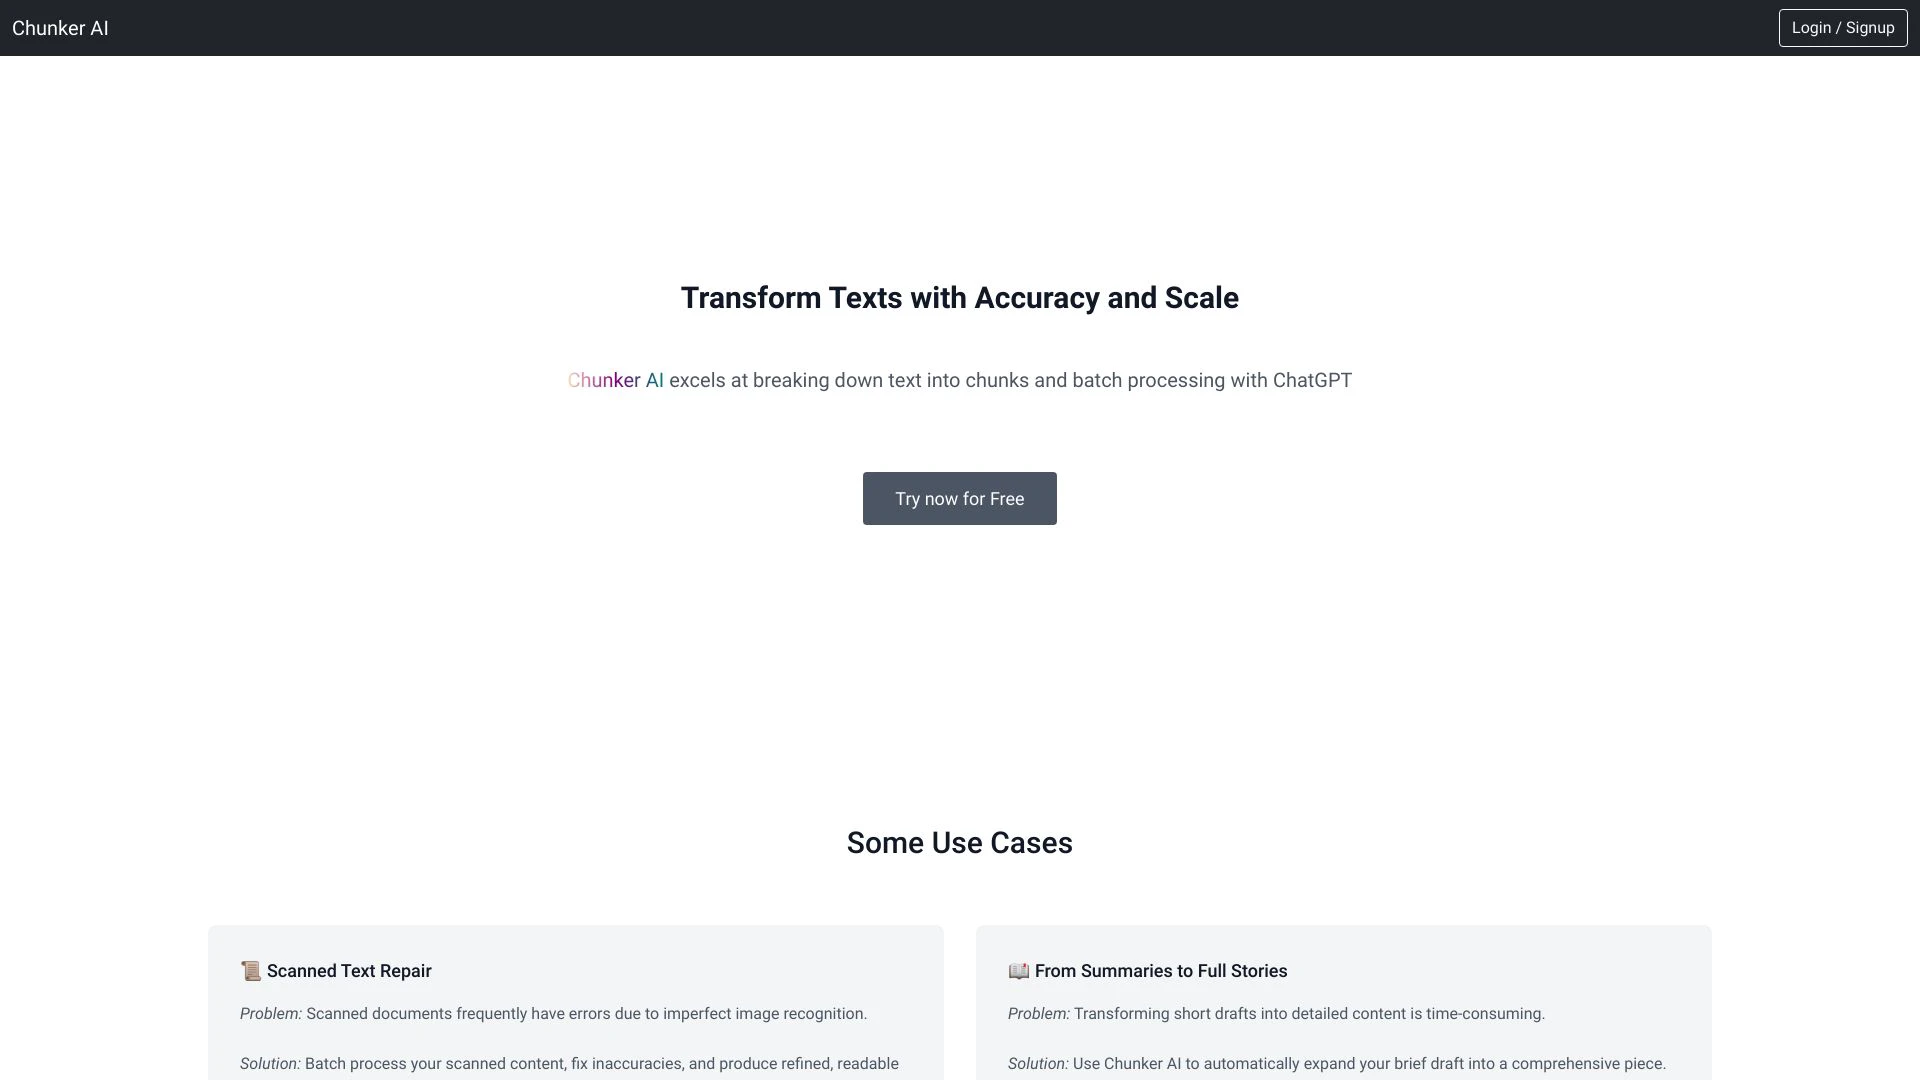 Chunker AI
Login / Signup
Transform Texts with Accuracy and Scale
Chunker AI excels at breaking down text into chunks and batch processing with ChatGPT
Try now for Free
Some Use Cases
📜 Scanned Text Repair
Problem: Scanned documents frequently have errors due to imperfect image recognition.
Solution: Batch process your scanned content, fix inaccuracies, and produce refined, readable
📖 From Summaries to Full Stories
Problem: Transforming short drafts into detailed content is time-consuming.
Solution: Use Chunker AI to automatically expand your brief draft into a comprehensive piece.